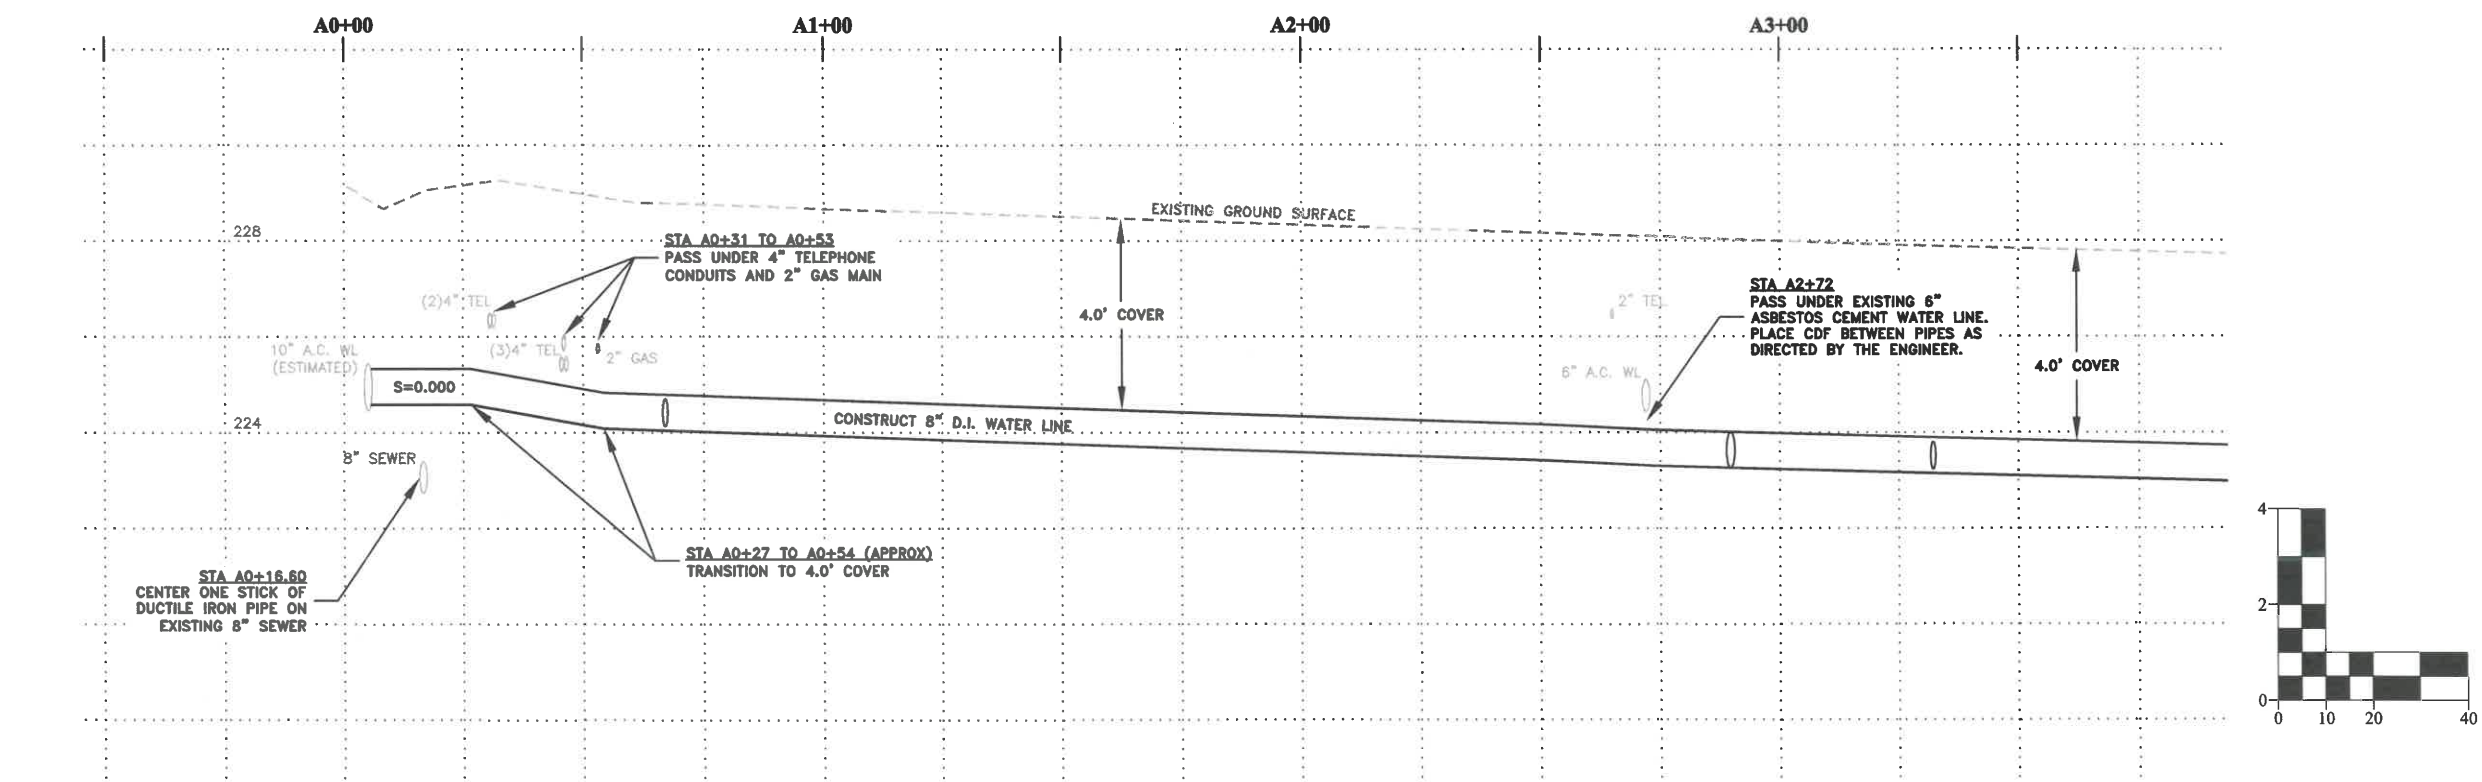 A0+00 A1+00 A2+00 A3+00
EXISTING GROUND SURFACE
228
STA A0+31 TO A0+53
PASS UNDER 4" TELEPHONE
CONDUITS AND 2" GAS MAIN
(2)4" TEL
(3)4" TEL
2" GAS
10" A.C. WL
(ESTIMATED)
S=0.000
4.0' COVER
2" TEL
STA A2+72
PASS UNDER EXISTING 6"
ASBESTOS CEMENT WATER LINE.
PLACE CDF BETWEEN PIPES AS
DIRECTED BY THE ENGINEER.
6" A.C. WL
4.0' COVER
224
CONSTRUCT 8" D.I. WATER LINE
8" SEWER
STA A0+27 TO A0+54 (APPROX)
TRANSITION TO 4.0' COVER
STA A0+16.60
CENTER ONE STICK OF
DUCTILE IRON PIPE ON
EXISTING 8" SEWER
4
2
0
0 10 20 40